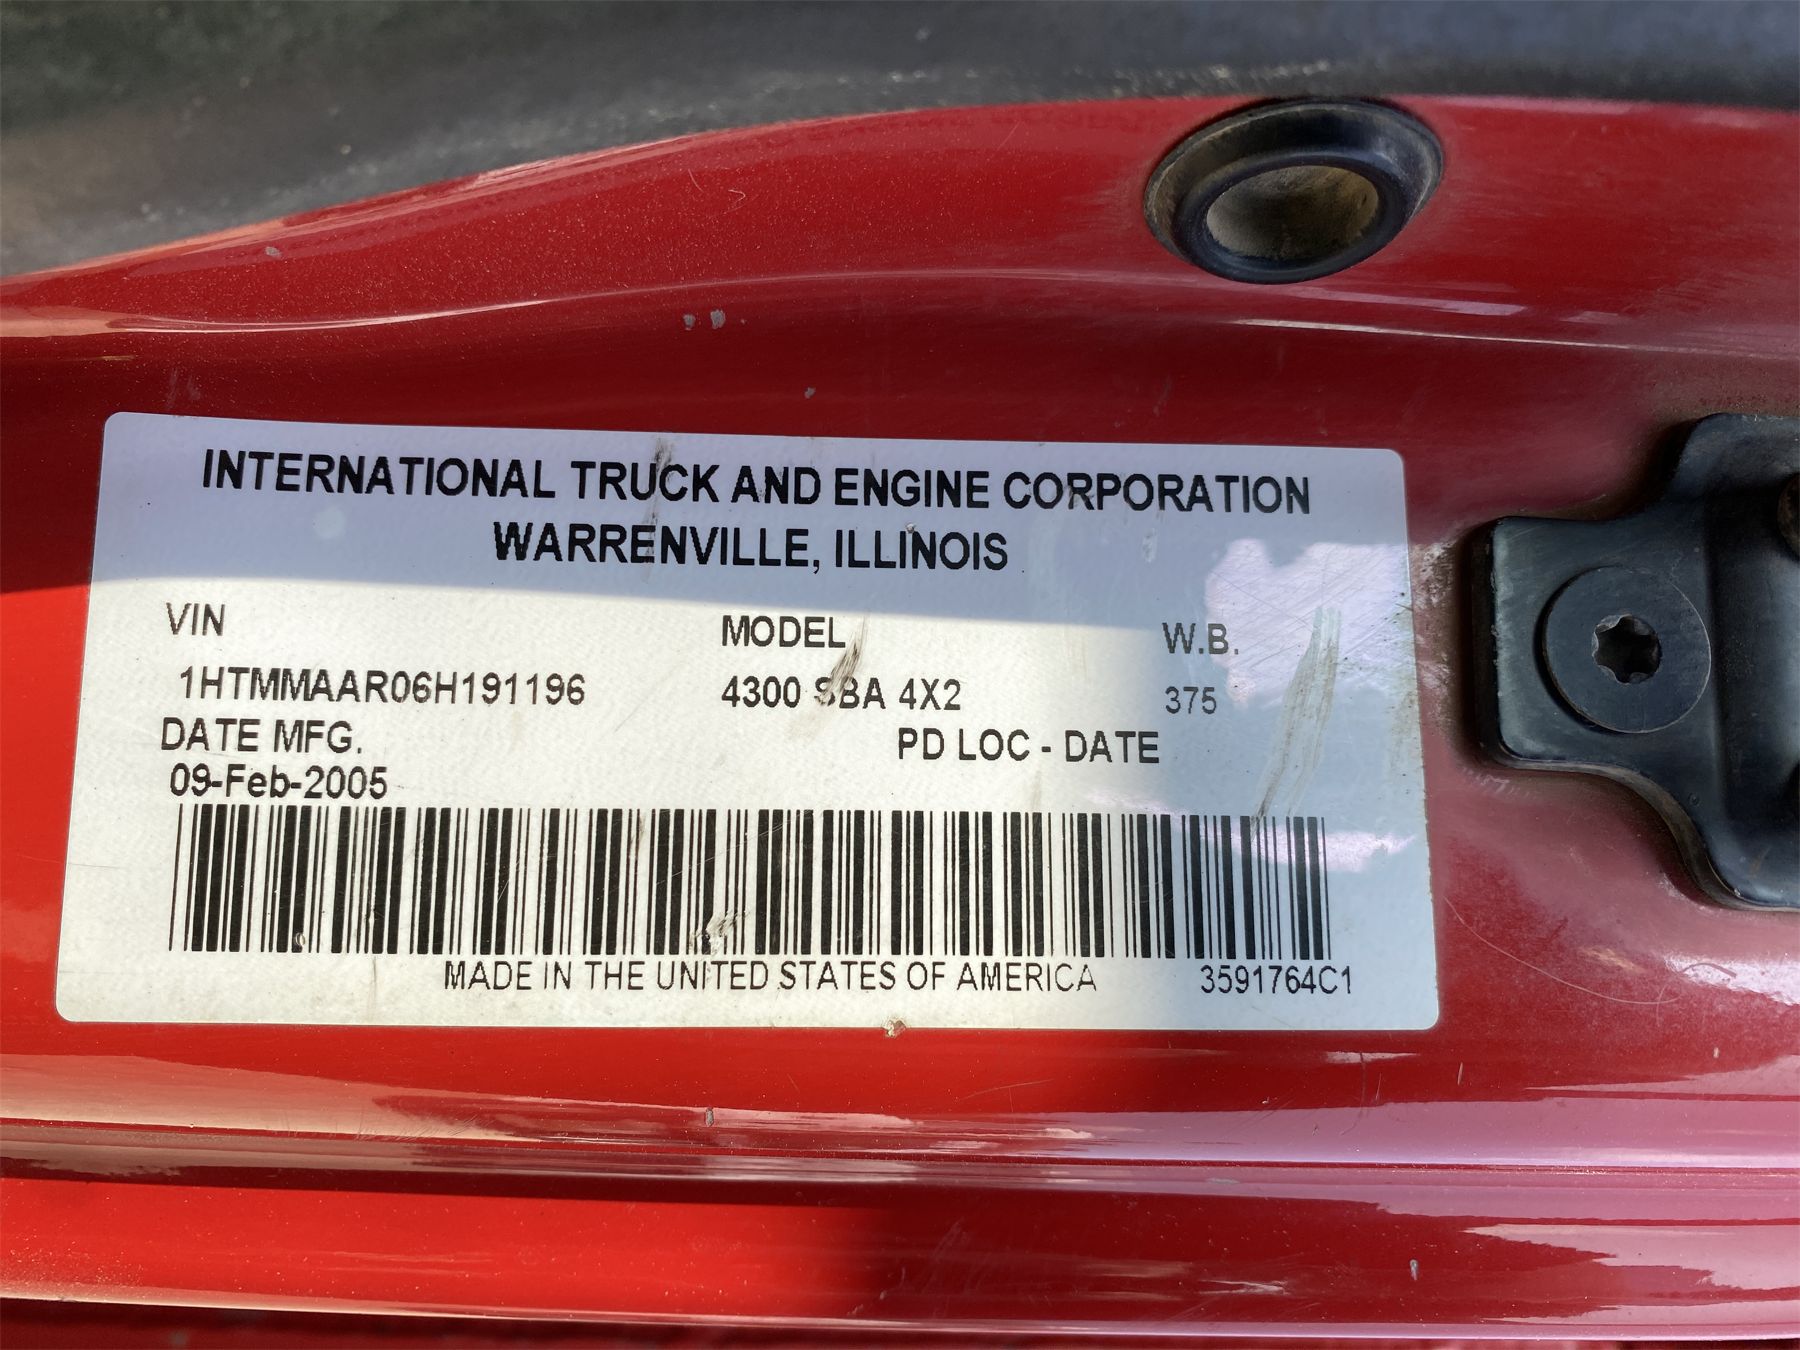 INTERNATIONAL TRUCK AND ENGINE CORPORATION
WARRENVILLE, ILLINOIS
VIN MODEL W.B.
1HTMMAAR06H191196 4300 SBA 4X2 375
DATE MFG. PD LOC - DATE
09-Feb-2005
MADE IN THE UNITED STATES OF AMERICA 3591764C1